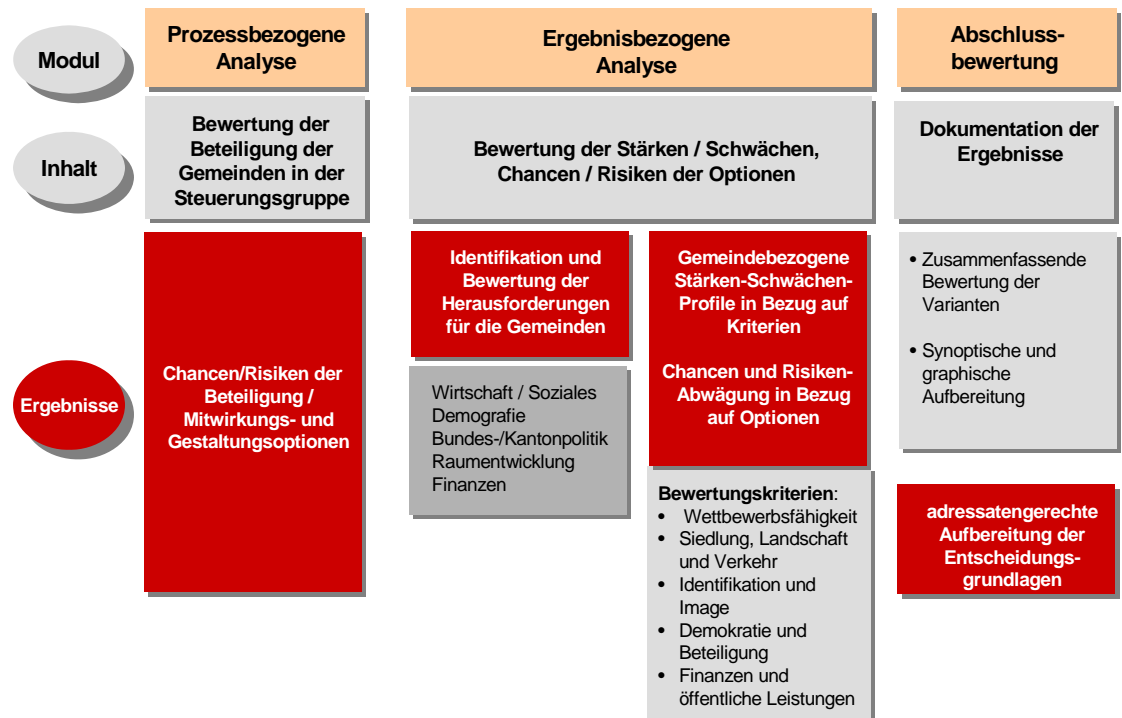 Modul
Prozessbezogene
Analyse
Ergebnisbezogene
Analyse
Abschluss-
bewertung
Inhalt
Bewertung der
Beteiligung der
Gemeinden in der
Steuerungsgruppe
Bewertung der Stärken / Schwächen,
Chancen / Risiken der Optionen
Dokumentation der
Ergebnisse
Ergebnisse
Chancen/Risiken der
Beteiligung /
Mitwirkungs- und
Gestaltungsoptionen
Identifikation und
Bewertung der
Herausforderungen
für die Gemeinden
Wirtschaft / Soziales
Demografie
Bundes-/Kantonpolitik
Raumentwicklung
Finanzen
Gemeindebezogene
Stärken-Schwächen-
Profile in Bezug auf
Kriterien
Chancen und Risiken-
Abwägung in Bezug
auf Optionen
Bewertungskriterien:
• Wettbewerbsfähigkeit
• Siedlung, Landschaft
und Verkehr
• Identifikation und
Image
• Demokratie und
Beteiligung
• Finanzen und
öffentliche Leistungen
• Zusammenfassende
Bewertung der
Varianten
• Synoptische und
graphische
Aufbereitung
adressatengerechte
Aufbereitung der
Entscheidungs-
grundlagen